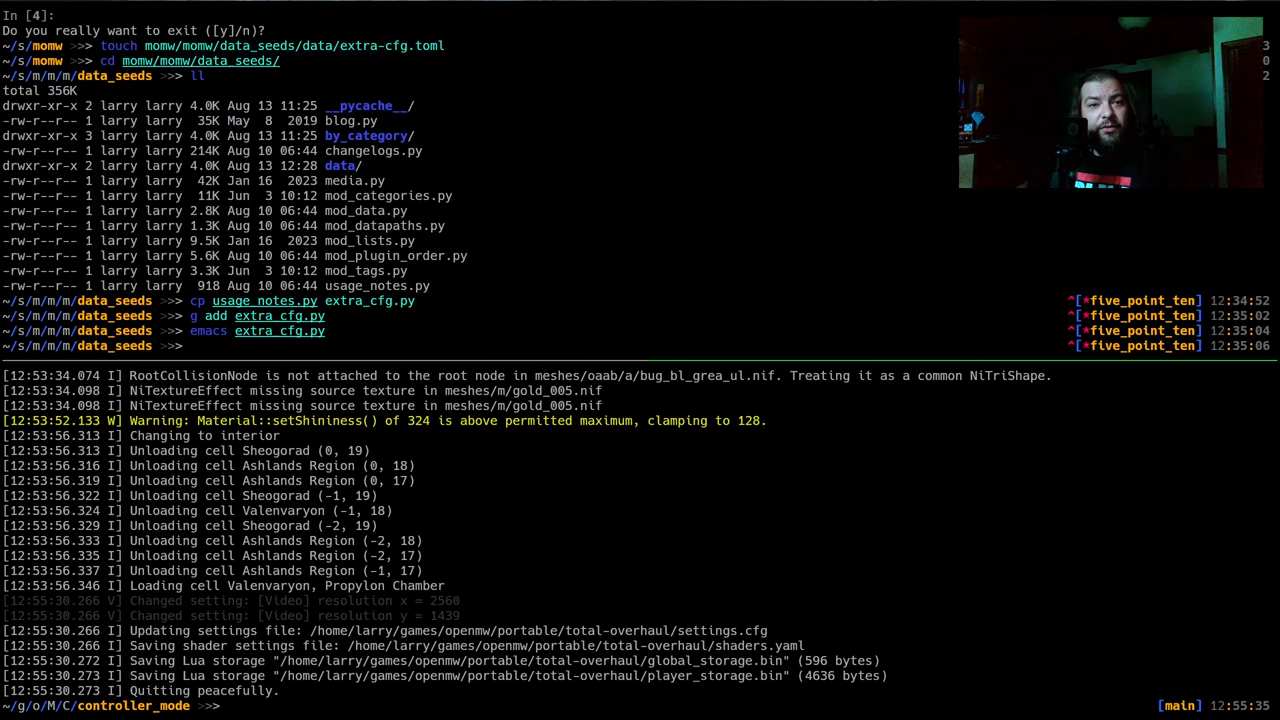 In [4]:
Do you really want to exit ([y]/n)?
~/s/momw >>> touch momw/momw/data_seeds/data/extra-cfg.toml
~/s/momw >>> cd momw/momw/data_seeds/
~/s/m/m/m/data_seeds >>> ll
total 356K
drwxr-xr-x 2 larry larry 4.0K Aug 13 11:25 __pycache__/
-rw-r--r-- 1 larry larry  35K May  8  2019 blog.py
drwxr-xr-x 3 larry larry 4.0K Aug 13 11:25 by_category/
-rw-r--r-- 1 larry larry 214K Aug 10 06:44 changelogs.py
drwxr-xr-x 2 larry larry 4.0K Aug 13 12:28 data/
-rw-r--r-- 1 larry larry  42K Jan 16  2023 media.py
-rw-r--r-- 1 larry larry  11K Jun  3 10:12 mod_categories.py
-rw-r--r-- 1 larry larry 2.8K Aug 10 06:44 mod_data.py
-rw-r--r-- 1 larry larry 1.3K Aug 10 06:44 mod_datapaths.py
-rw-r--r-- 1 larry larry 9.5K Jan 16  2023 mod_lists.py
-rw-r--r-- 1 larry larry 5.6K Aug 10 06:44 mod_plugin_order.py
-rw-r--r-- 1 larry larry 3.3K Jun  3 10:12 mod_tags.py
-rw-r--r-- 1 larry larry  918 Aug 10 06:44 usage_notes.py
~/s/m/m/m/data_seeds >>> cp usage_notes.py extra_cfg.py ^[*five_point_ten] 12:34:52
~/s/m/m/m/data_seeds >>> g add extra_cfg.py ^[*five_point_ten] 12:35:02
~/s/m/m/m/data_seeds >>> emacs extra_cfg.py ^[*five_point_ten] 12:35:04
~/s/m/m/m/data_seeds >>> ^[*five_point_ten] 12:35:06
3
0
2
[12:53:34.074 I] RootCollisionNode is not attached to the root node in meshes/oaab/a/bug_bl_grea_ul.nif. Treating it as a common NiTriShape.
[12:53:34.098 I] NiTextureEffect missing source texture in meshes/m/gold_005.nif
[12:53:34.098 I] NiTextureEffect missing source texture in meshes/m/gold_005.nif
[12:53:52.133 W] Warning: Material::setShininess() of 324 is above permitted maximum, clamping to 128.
[12:53:56.313 I] Changing to interior
[12:53:56.313 I] Unloading cell Sheogorad (0, 19)
[12:53:56.316 I] Unloading cell Ashlands Region (0, 18)
[12:53:56.319 I] Unloading cell Ashlands Region (0, 17)
[12:53:56.322 I] Unloading cell Sheogorad (-1, 19)
[12:53:56.324 I] Unloading cell Valenvaryon (-1, 18)
[12:53:56.329 I] Unloading cell Sheogorad (-2, 19)
[12:53:56.333 I] Unloading cell Ashlands Region (-2, 18)
[12:53:56.335 I] Unloading cell Ashlands Region (-2, 17)
[12:53:56.337 I] Unloading cell Ashlands Region (-1, 17)
[12:53:56.346 I] Loading cell Valenvaryon, Propylon Chamber
[12:55:30.266 V] Changed setting: [Video] resolution x = 2560
[12:55:30.266 V] Changed setting: [Video] resolution y = 1439
[12:55:30.266 I] Updating settings file: /home/larry/games/openmw/portable/total-overhaul/settings.cfg
[12:55:30.266 I] Saving shader settings file: /home/larry/games/openmw/portable/total-overhaul/shaders.yaml
[12:55:30.272 I] Saving Lua storage "/home/larry/games/openmw/portable/total-overhaul/global_storage.bin" (596 bytes)
[12:55:30.273 I] Saving Lua storage "/home/larry/games/openmw/portable/total-overhaul/player_storage.bin" (4636 bytes)
[12:55:30.273 I] Quitting peacefully.
~/g/o/M/C/controller_mode >>> [main] 12:55:35